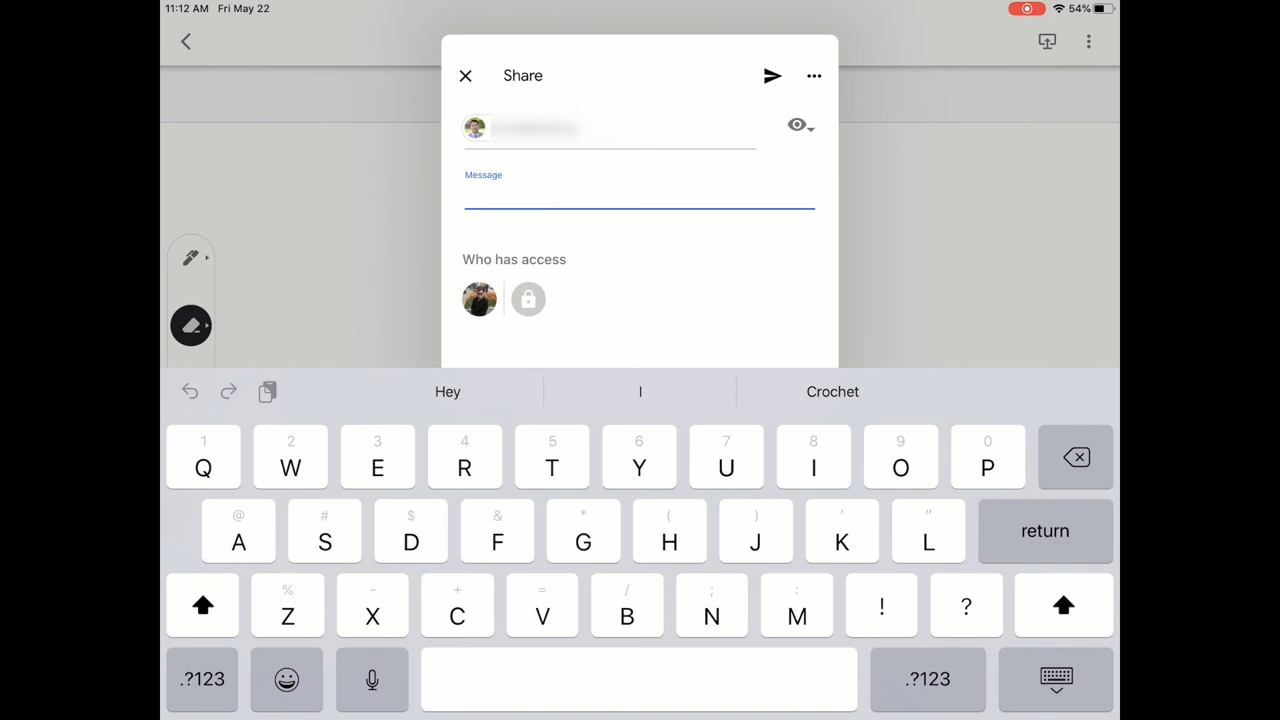 11:12 AM Fri May 22
54%
Share
Message
Who has access
Hey I Crochet
1 2 3 4 5 6 7 8 9 0
Q W E R T Y U I O P
@ # $ & * ( ) ' "
A S D F G H J K L return
% - + = / ; :
Z X C V B N M ! ?
.?123 .?123